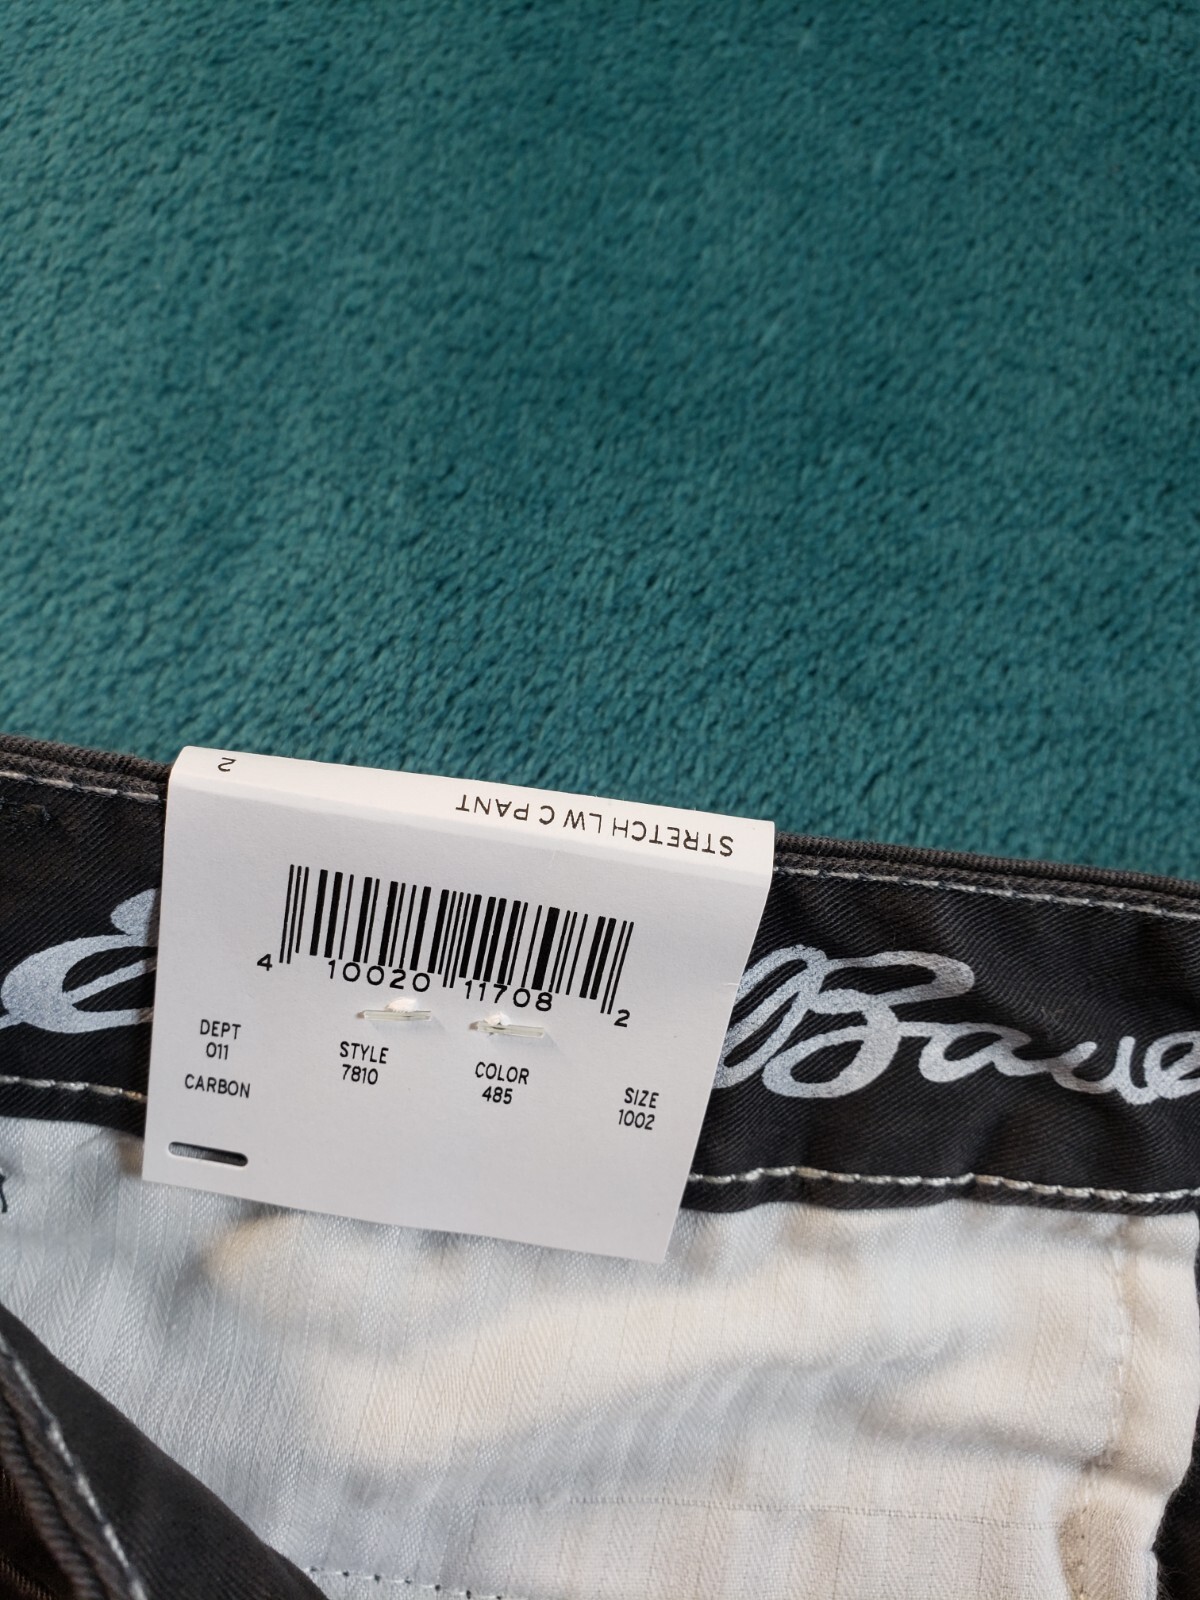 2
STRETCH LW C PANT
4 10020 11708 2
DEPT
011
CARBON
STYLE
7810
COLOR
485
SIZE
1002